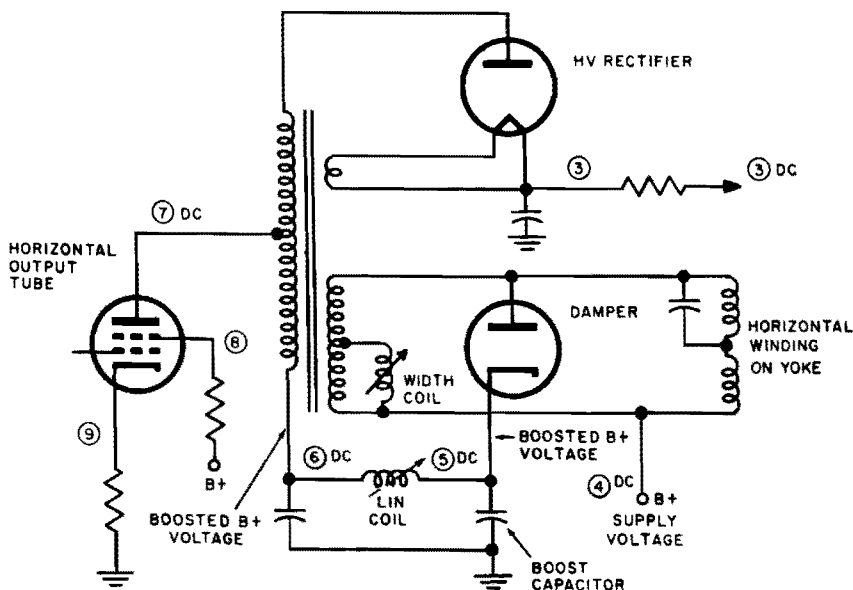 HV RECTIFIER
③
③ DC
⑦ DC
HORIZONTAL
OUTPUT
TUBE
⑧
DAMPER
HORIZONTAL
WINDING
ON YOKE
WIDTH
COIL
⑨
B+
BOOSTED B+
VOLTAGE
⑥ DC
⑤ DC
LIN
COIL
BOOSTED B+
VOLTAGE
④ DC
B+
SUPPLY
VOLTAGE
BOOST
CAPACITOR